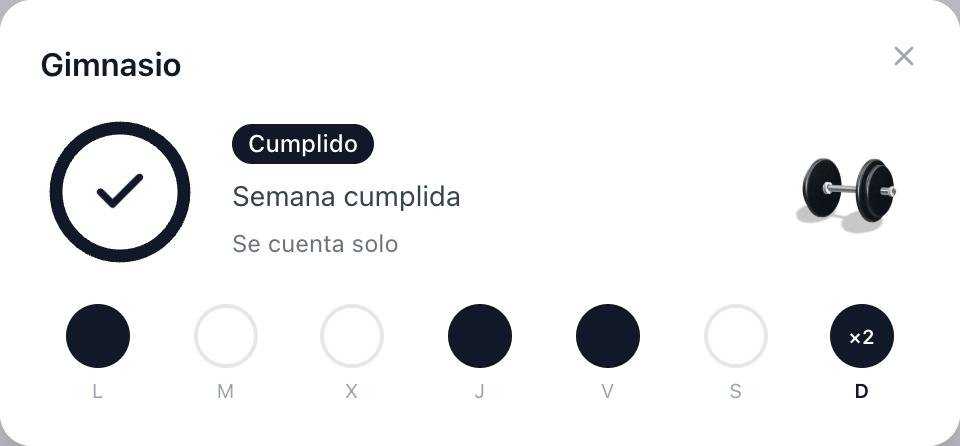 Gimnasio
Cumplido
Semana cumplida
Se cuenta solo
×2
L M X J V S D